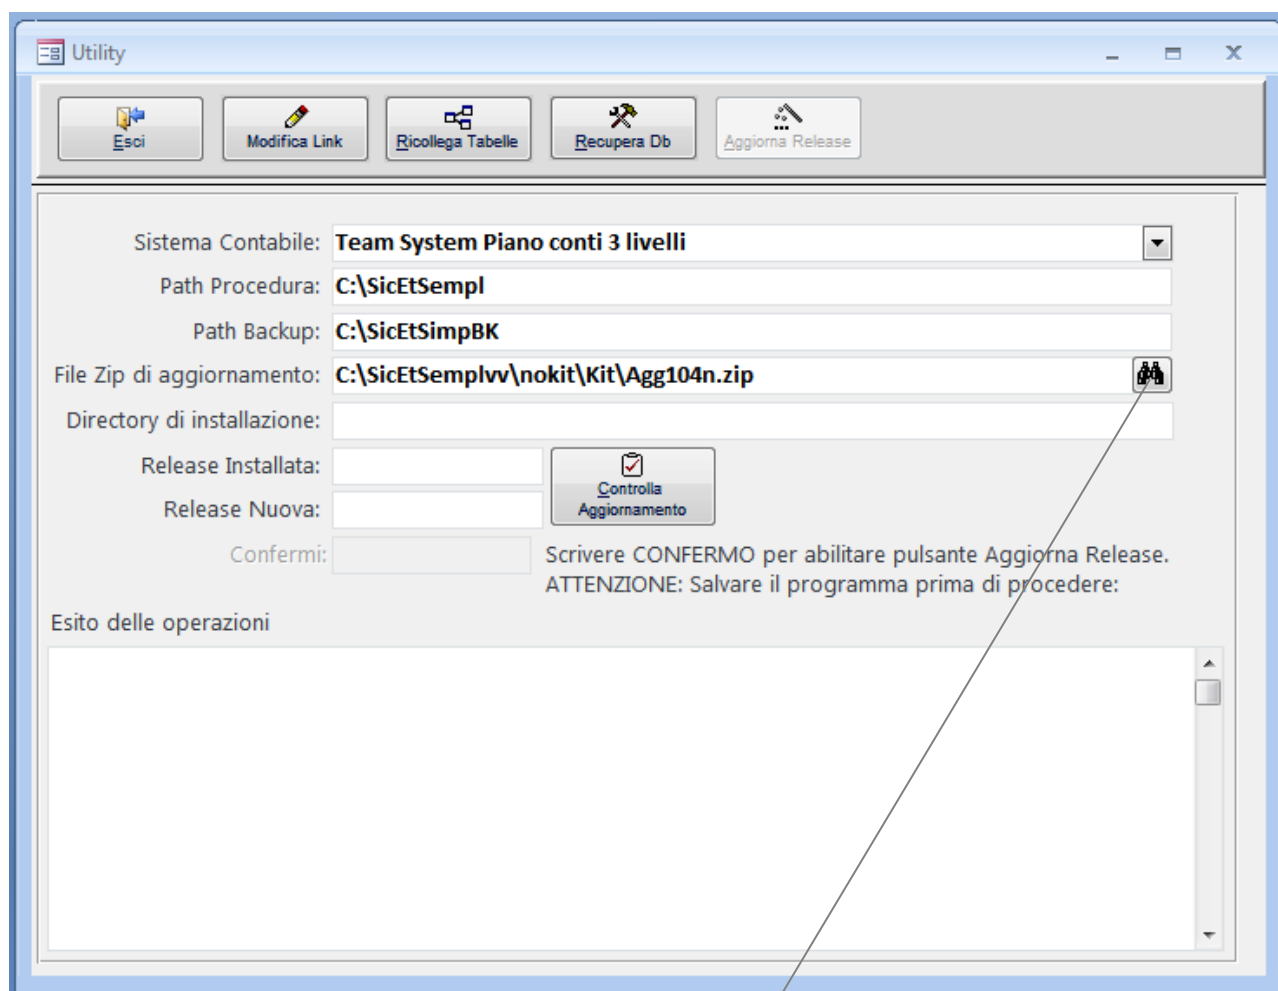 Utility
Esci
Modifica Link
Ricollega Tabelle
Recupera Db
Aggiorna Release
Sistema Contabile: Team System Piano conti 3 livelli
Path Procedura: C:\SicEtSempl
Path Backup: C:\SicEtSimpBK
File Zip di aggiornamento: C:\SicEtSemplvv\nokit\Kit\Agg104n.zip
Directory di installazione:
Release Installata:
Release Nuova:
Controlla
Aggiornamento
Confermi:
Scrivere CONFERMO per abilitare pulsante Aggiorna Release.
ATTENZIONE: Salvare il programma prima di procedere:
Esito delle operazioni